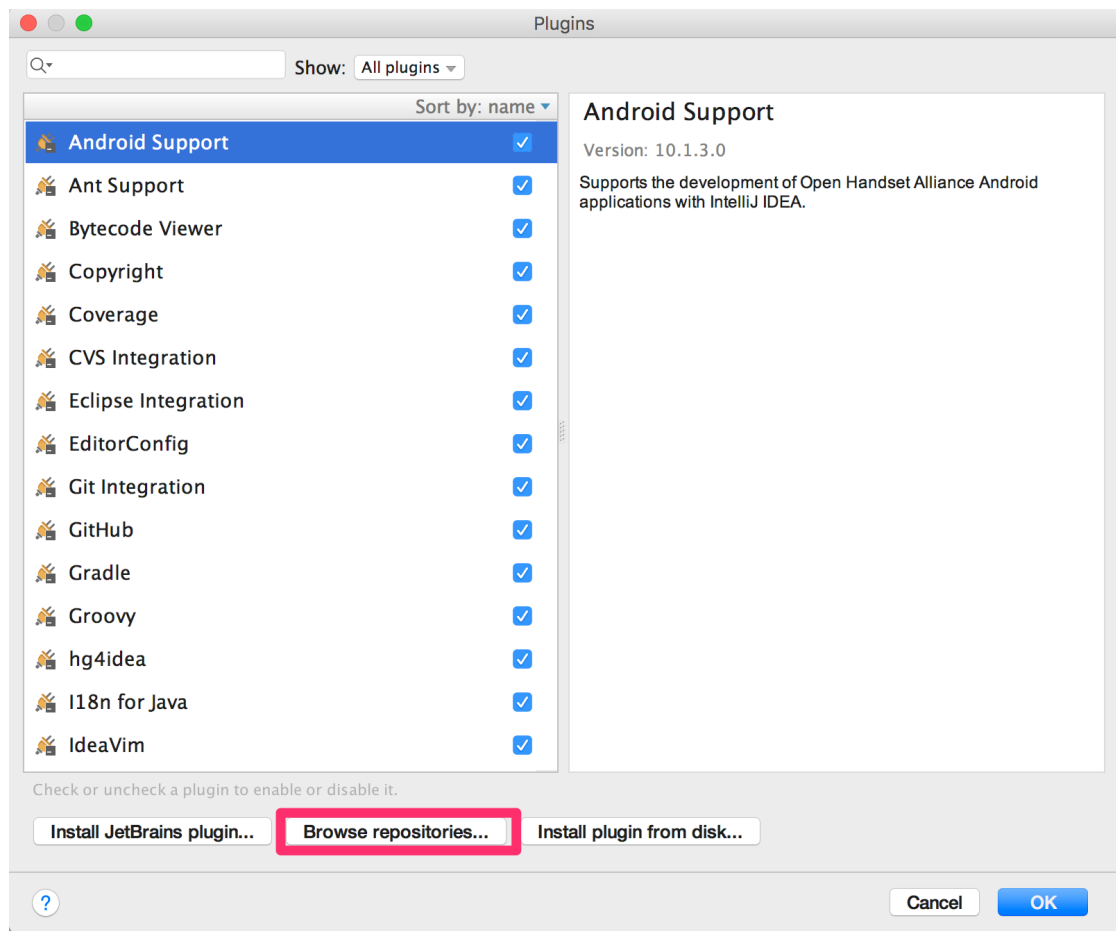 Plugins
Show: All plugins
Sort by: name
Android Support
Ant Support
Bytecode Viewer
Copyright
Coverage
CVS Integration
Eclipse Integration
EditorConfig
Git Integration
GitHub
Gradle
Groovy
hg4idea
I18n for Java
IdeaVim
Android Support
Version: 10.1.3.0
Supports the development of Open Handset Alliance Android
applications with IntelliJ IDEA.
Check or uncheck a plugin to enable or disable it.
Install JetBrains plugin... Browse repositories... Install plugin from disk...
? Cancel OK